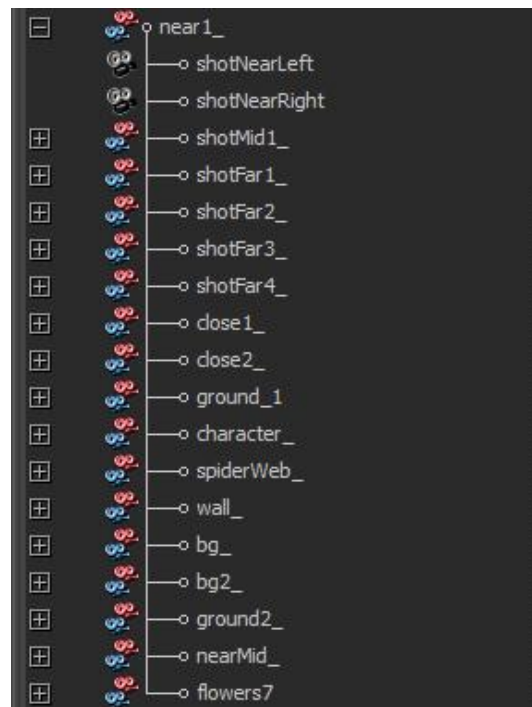 near1_
shotNearLeft
shotNearRight
shotMid1_
shotFar1_
shotFar2_
shotFar3_
shotFar4_
close1_
close2_
ground_1
character_
spiderWeb_
wall_
bg_
bg2_
ground2_
nearMid_
flowers7